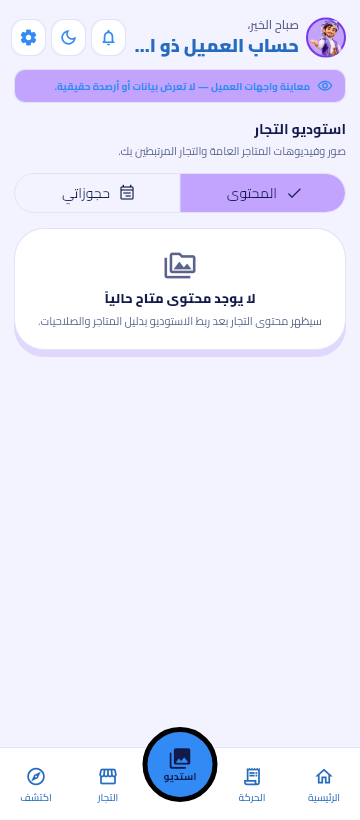 صباح الخير،
حساب العميل ذو ا...
معاينة واجهات العميل — لا تعرض بيانات أو أرصدة حقيقية.
استوديو التجار
صور وفيديوهات المتاجر العامة والتجار المرتبطين بك.
المحتوى
حجوزاتي
لا يوجد محتوى متاح حالياً
سيظهر محتوى التجار بعد ربط الاستوديو بدليل المتاجر والصلاحيات.
الرئيسية
الحركة
استديو
التجار
اكتشف